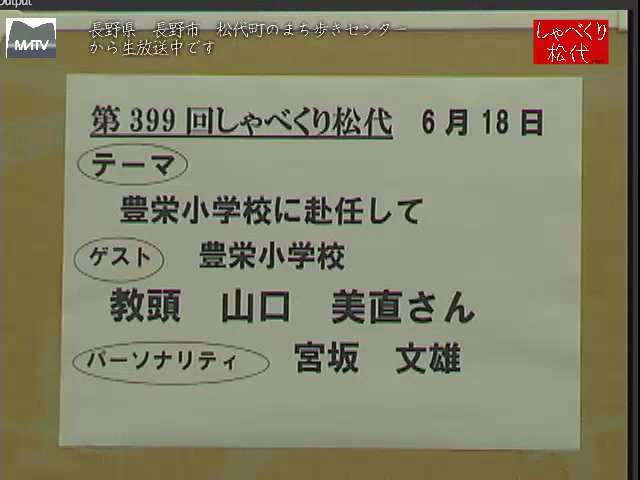 Output
M/\TV
長野県　長野市　松代町のまち歩きセンター
から生放送中です
しゃべくり
松代
第399回しゃべくり松代　6月18日
テーマ
豊栄小学校に赴任して
ゲスト　豊栄小学校
教頭　山口　美直さん
パーソナリティ　宮坂　文雄